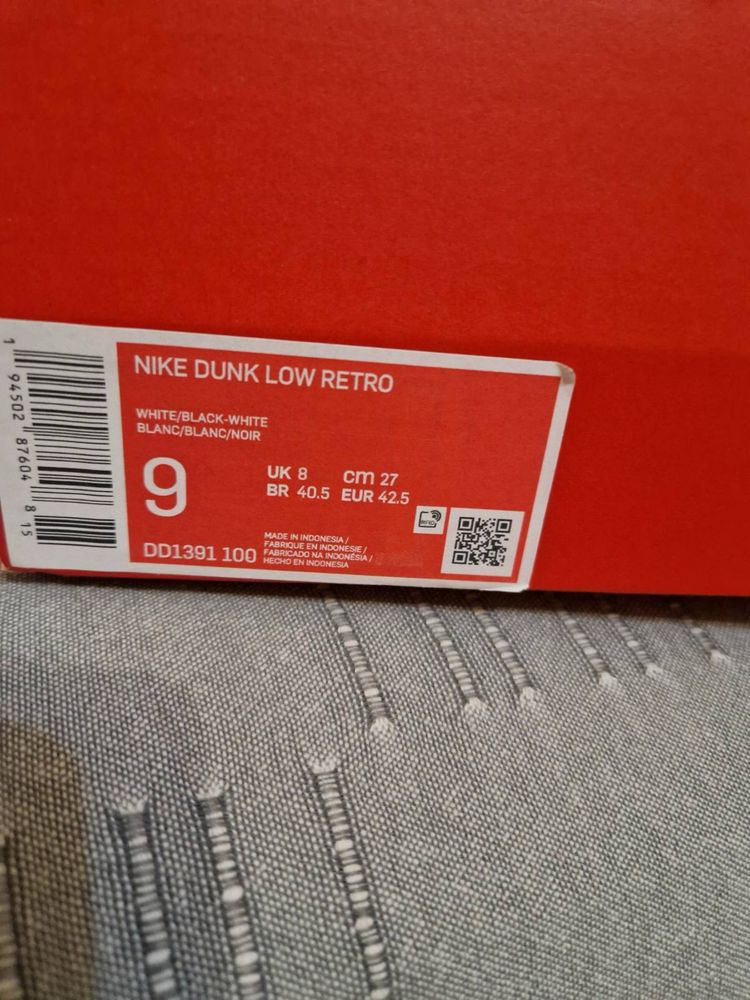 NIKE DUNK LOW RETRO
WHITE/BLACK-WHITE
BLANC/BLANC/NOIR
9
UK 8 cm 27
BR 40.5 EUR 42.5
RFID
DD1391 100
MADE IN INDONESIA /
FABRIQUE EN INDONESIE /
FABRICADO NA INDONÉSIA /
HECHO EN INDONESIA
1 94502 87604 8 15